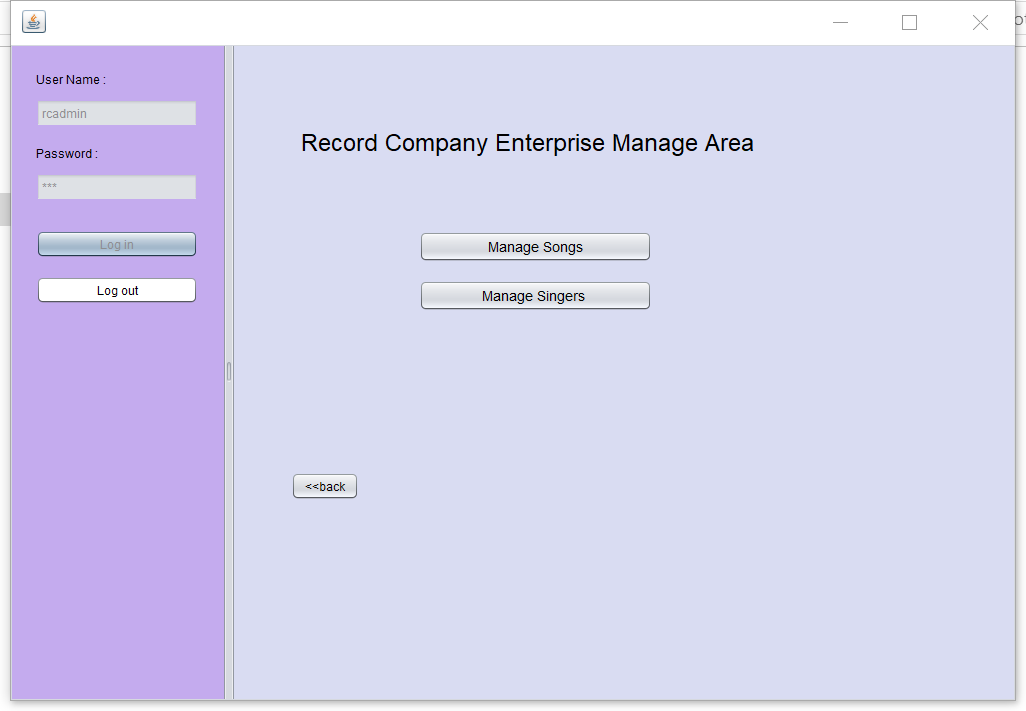 User Name :
rcadmin
Password :
***
Log in
Log out
Record Company Enterprise Manage Area
Manage Songs
Manage Singers
<<back